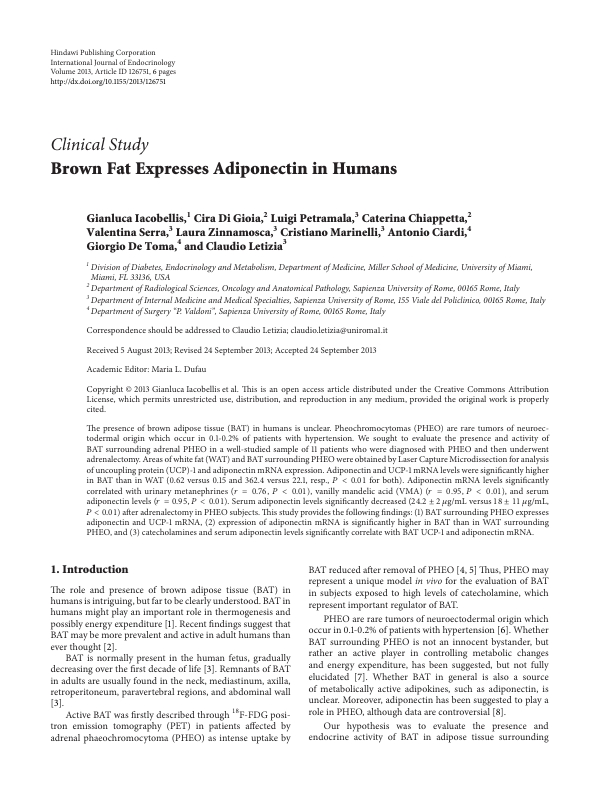 Hindawi Publishing Corporation
International Journal of Endocrinology
Volume 2013, Article ID 126751, 6 pages
http://dx.doi.org/10.1155/2013/126751
Clinical Study
Brown Fat Expresses Adiponectin in Humans
Gianluca Iacobellis,¹ Cira Di Gioia,² Luigi Petramala,³ Caterina Chiappetta,²
Valentina Serra,³ Laura Zinnamosca,³ Cristiano Marinelli,³ Antonio Ciardi,⁴
Giorgio De Toma,⁴ and Claudio Letizia³
¹ Division of Diabetes, Endocrinology and Metabolism, Department of Medicine, Miller School of Medicine, University of Miami,
Miami, FL 33136, USA
² Department of Radiological Sciences, Oncology and Anatomical Pathology, Sapienza University of Rome, 00165 Rome, Italy
³ Department of Internal Medicine and Medical Specialties, Sapienza University of Rome, 155 Viale del Policlinico, 00165 Rome, Italy
⁴ Department of Surgery "P. Valdoni", Sapienza University of Rome, 00165 Rome, Italy
Correspondence should be addressed to Claudio Letizia; claudio.letizia@uniroma1.it
Received 5 August 2013; Revised 24 September 2013; Accepted 24 September 2013
Academic Editor: Maria L. Dufau
Copyright © 2013 Gianluca Iacobellis et al. This is an open access article distributed under the Creative Commons Attribution
License, which permits unrestricted use, distribution, and reproduction in any medium, provided the original work is properly
cited.
The presence of brown adipose tissue (BAT) in humans is unclear. Pheochromocytomas (PHEO) are rare tumors of neuroec-
todermal origin which occur in 0.1-0.2% of patients with hypertension. We sought to evaluate the presence and activity of
BAT surrounding adrenal PHEO in a well-studied sample of 11 patients who were diagnosed with PHEO and then underwent
adrenalectomy. Areas of white fat (WAT) and BAT surrounding PHEO were obtained by Laser Capture Microdissection for analysis
of uncoupling protein (UCP)-1 and adiponectin mRNA expression. Adiponectin and UCP-1 mRNA levels were significantly higher
in BAT than in WAT (0.62 versus 0.15 and 362.4 versus 22.1, resp., P < 0.01 for both). Adiponectin mRNA levels significantly
correlated with urinary metanephrines (r = 0.76, P < 0.01), vanilly mandelic acid (VMA) (r = 0.95, P < 0.01), and serum
adiponectin levels (r = 0.95, P < 0.01). Serum adiponectin levels significantly decreased (24.2 ± 2 μg/mL versus 18 ± 11 μg/mL,
P < 0.01) after adrenalectomy in PHEO subjects. This study provides the following findings: (1) BAT surrounding PHEO expresses
adiponectin and UCP-1 mRNA, (2) expression of adiponectin mRNA is significantly higher in BAT than in WAT surrounding
PHEO, and (3) catecholamines and serum adiponectin levels significantly correlate with BAT UCP-1 and adiponectin mRNA.
1. Introduction
The role and presence of brown adipose tissue (BAT) in
humans is intriguing, but far to be clearly understood. BAT in
humans might play an important role in thermogenesis and
possibly energy expenditure [1]. Recent findings suggest that
BAT may be more prevalent and active in adult humans than
ever thought [2].
BAT is normally present in the human fetus, gradually
decreasing over the first decade of life [3]. Remnants of BAT
in adults are usually found in the neck, mediastinum, axilla,
retroperitoneum, paravertebral regions, and abdominal wall
[3].
Active BAT was firstly described through ¹⁸F-FDG posi-
tron emission tomography (PET) in patients affected by
adrenal phaeochromocytoma (PHEO) as intense uptake by
BAT reduced after removal of PHEO [4, 5] Thus, PHEO may
represent a unique model in vivo for the evaluation of BAT
in subjects exposed to high levels of catecholamine, which
represent important regulator of BAT.
PHEO are rare tumors of neuroectodermal origin which
occur in 0.1-0.2% of patients with hypertension [6]. Whether
BAT surrounding PHEO is not an innocent bystander, but
rather an active player in controlling metabolic changes
and energy expenditure, has been suggested, but not fully
elucidated [7]. Whether BAT in general is also a source
of metabolically active adipokines, such as adiponectin, is
unclear. Moreover, adiponectin has been suggested to play a
role in PHEO, although data are controversial [8].
Our hypothesis was to evaluate the presence and
endocrine activity of BAT in adipose tissue surrounding